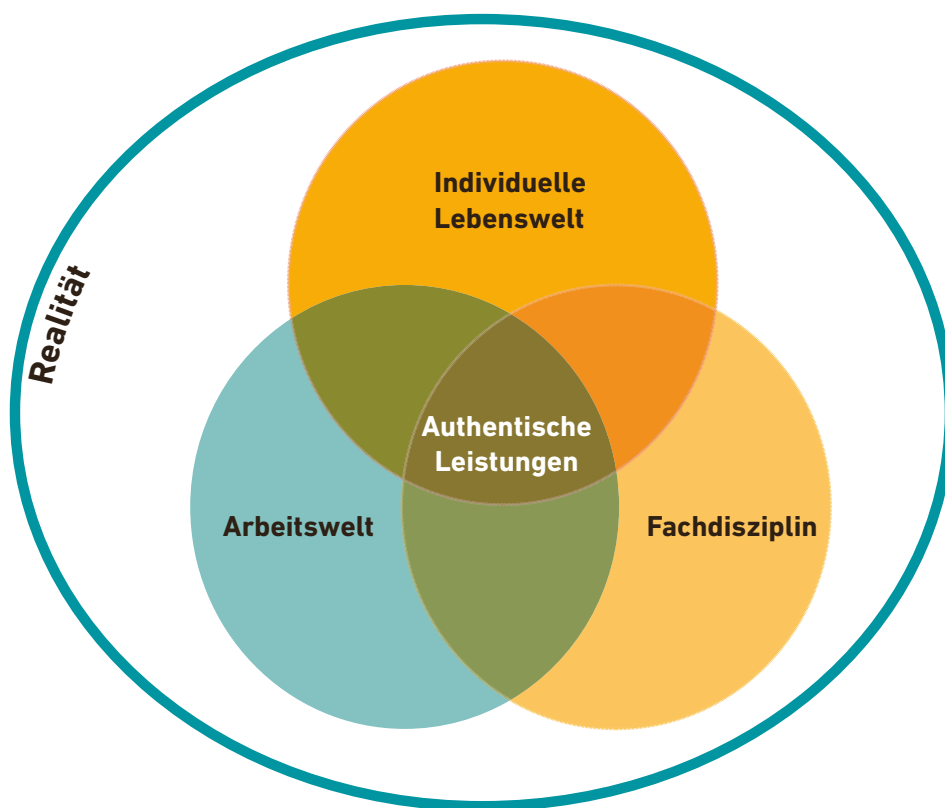 Individuelle
Lebenswelt
Realität
Authentische
Leistungen
Arbeitswelt
Fachdisziplin